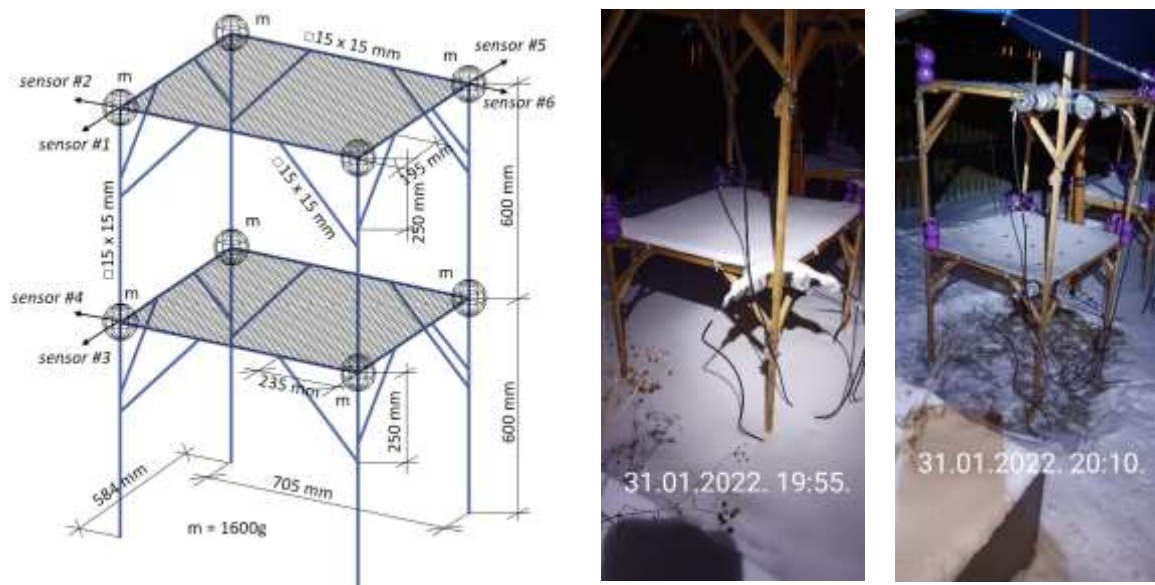 m
□15 x 15 mm
sensor #5
m
sensor #2
m
sensor #6
sensor #1
m
195 mm
□15 x 15 mm
250 mm
600 mm
□15 x 15 mm
m
m
sensor #4
m
sensor #3
235 mm
m
250 mm
600 mm
584 mm
705 mm
m = 1600g
31.01.2022. 19:55.
31.01.2022. 20:10.